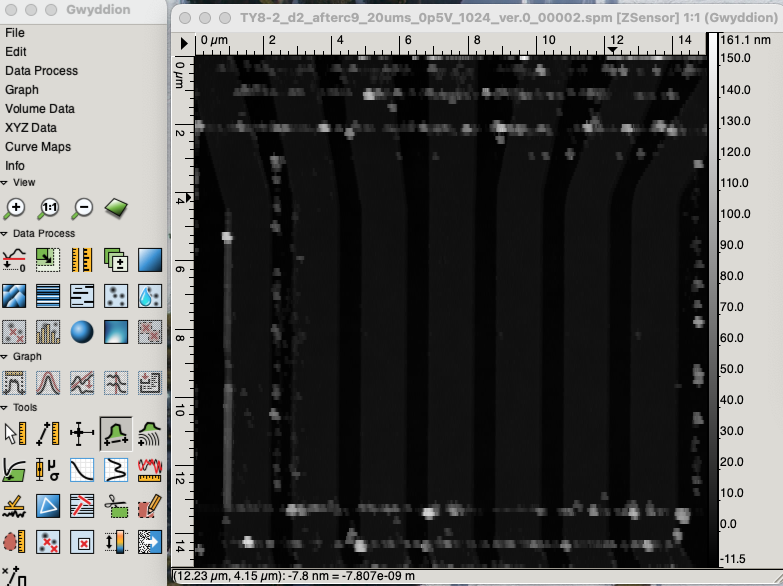 Gwyddion
File
Edit
Data Process
Graph
Volume Data
XYZ Data
Curve Maps
Info
View
1:1
Data Process
0
Graph
Tools
μ
σ
TY8-2_d2_afterc9_20ums_0p5V_1024_ver.0_00002.spm [ZSensor] 1:1 (Gwyddion)
0 μm 2 4 6 8 10 12 14
0 μm
2
4
6
8
10
12
14
161.1 nm
150.0
140.0
130.0
120.0
110.0
100.0
90.0
80.0
70.0
60.0
50.0
40.0
30.0
20.0
10.0
0.0
-11.5
(12.23 μm, 4.15 μm): -7.8 nm = -7.807e-09 m